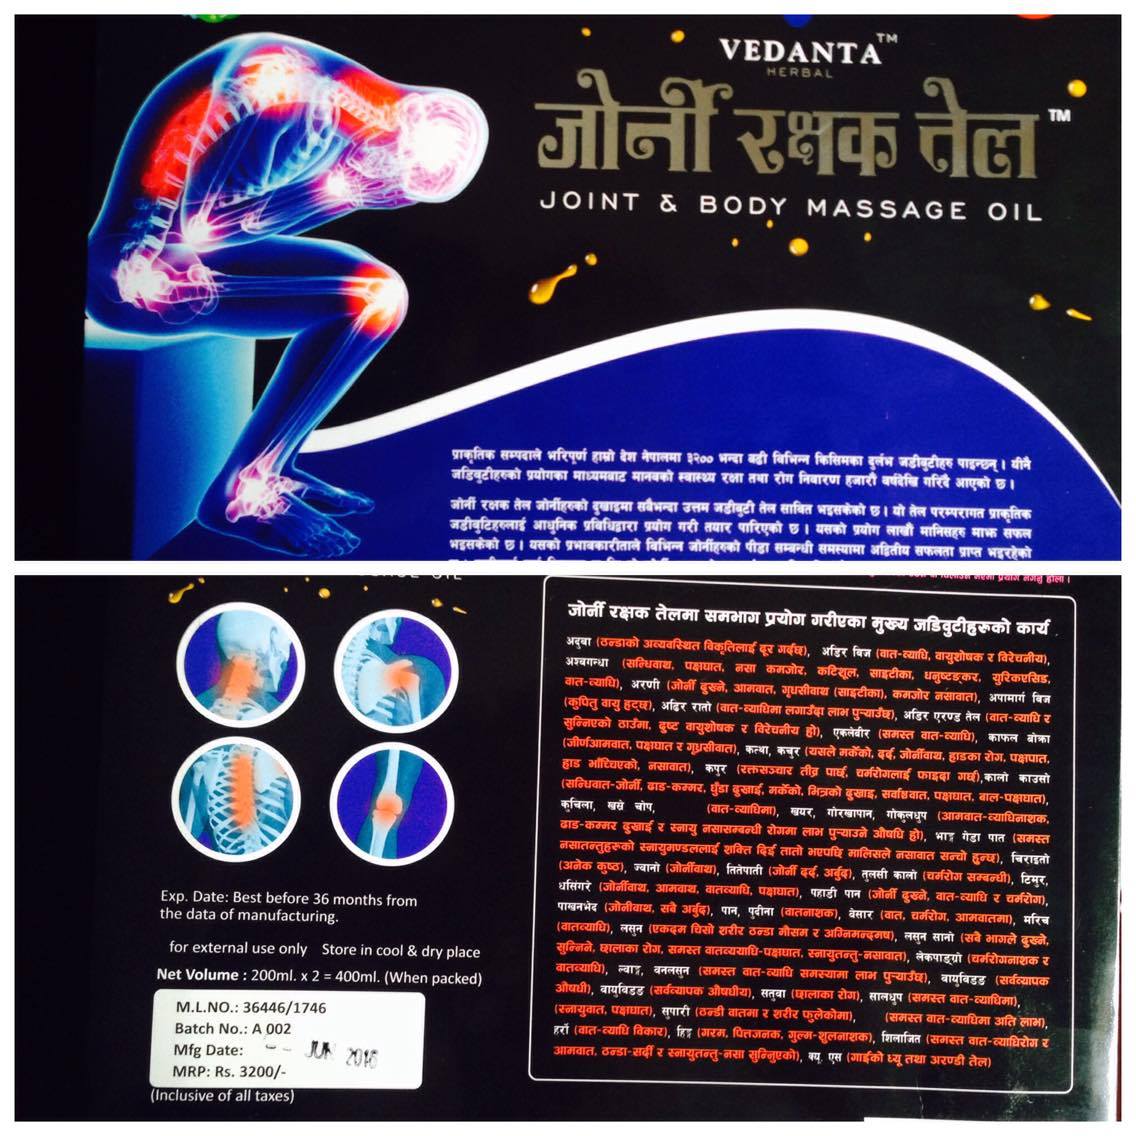 VEDANTA™
HERBAL
जोर्नी रक्षक तेल™
JOINT & BODY MASSAGE OIL
प्राकृतिक सम्पदाले भरिपूर्ण हाम्रो देश नेपालमा ३२०० भन्दा बढी विभिन्न किसिमका दुर्लभ जडीबुटीहरु पाइन्छन् । यीनै
जडिबुटीहरुको प्रयोगका माध्यमबाट मानवको स्वास्थ्य रक्षा तथा रोग निवारण हजारौं वर्षदेखि गरिदै आएको छ ।
जोर्नी रक्षक तेल जोर्नीहरुको दुखाइमा सबैभन्दा उत्तम जडीबुटी तेल सावित भइसकेको छ । यो तेल परम्परागत प्राकृतिक
जडीबुटिहरुलाई आधुनिक प्रविधिद्वारा प्रयोग गरी तयार पारिएको छ । यसको प्रयोग लाखौं मानिसहरु माझ सफल
भइसकेको छ । यसको प्रभावकारीताले विभिन्न जोर्नीहरुको पीडा सम्बन्धी समस्यामा अद्वितीय सफलता प्राप्त भइरहेको
जोर्नी रक्षक तेलमा समभाग प्रयोग गरीएका मुख्य जडिवुटीहरूको कार्य
अदुवा (ठन्डाको अव्यवस्थित विकृतिलाई दूर गर्दछ), अडिर बिज (वात-व्याधि, वायुशोषक र विरेचनीय),
अश्वगन्धा (सन्धिवाथ, पक्षघात, नसा कमजोर, कटिशूल, साइटीका, धनुष्टङ्कर, युरिकएसिड,
वात-व्याधि), अरणी (जोर्नी दुख्ने, आमवात, गृध्रसीवाथ (साइटीका), कमजोर नसावात), अपामार्ग बिज
(कुपितु वायु हट्छ), अढिर रातो (वात-व्याधिमा लगाउँदा लाभ पुर्‍याउँछ), अडिर एरण्ड तेल (वात-व्याधि र
सुन्निएको ठाउँमा, दुष्ट वायुशोषक र विरेचनीय हो), एकलेबीर (समस्त वात-व्याधि), काफल बोक्रा
(जीर्णआमवात, पक्षघात र गृध्रसीवात), कत्था, कचुर (यसले मर्केको, दर्द, जोर्नीवाथ, हाडका रोग, पक्षपात,
हाड भाँच्चिएको, नसावात), कपुर (रक्तसञ्चार तीव्र पार्छ, चर्मरोगलाई फाइदा गर्छ),कालो काउसो
(सन्धिवात-जोर्नी, ढाड-कम्मर, घुँडा दुखाई, मर्केको, भित्रको दुखाइ, सर्वाङ्गवात, पक्षघात, बाल-पक्षघात),
कुचिला, खस्रे चोप, (वात-व्याधिमा), खयर, गोरखापान, गोकुलधुप (आमवात-व्याधिनाशक,
ढाड-कम्मर दुखाई र स्नायु नसासम्बन्धी रोगमा लाभ पुर्‍याउने औषधि हो), भाङ्ग गेडा पात (समस्त
नसातन्तुहरूको स्नायुमण्डललाई शक्ति दिई तातो भएपछि मालिसले नसावात सन्चो हुन्छ), चिराइतो
(अनेक कुष्ठ), ज्वानो (जोर्नीवाथ), तितेपाती (जोर्नी दर्द, अर्वुद), तुलसी कालो (चर्मरोग सम्बन्धी), टिमुर,
धसिंगरे (जोर्नीवाथ, आमवाथ, वातव्याधि, पक्षघात), पहाडी पान (जोर्नी दुख्ने, वात-व्याधि र चर्मरोग),
पाखनभेद (जोनीवाथ, सबै अर्वुद), पान, पुदीना (वातनाशक), वेसार (वात, चर्मरोग, आमवातमा), मरिच
(वातव्याधि), लसुन (एकदम चिसो शरीर ठन्डा मौसम र अग्निमन्दमष), लसुन सानो (सबै भागले दुख्ने,
सुन्निने, छालाका रोग, समस्त वातव्ययाधि-पक्षघात, स्नायुतन्तु-नसावात), लेकपाङ्ग्रो (चर्मरोगनाशक र
वातव्याधि), ल्वाङ्ग, वनलसुन (समस्त वात-व्याधि समस्यामा लाभ पुर्‍याउँछ), वायुविडङ (सर्वव्यापक
औषधी), वायुविडङ (सर्वव्यापक औषधीय), सतुवा (छालाका रोग), सालधुप (समस्त वात-व्याधिमा),
(स्नायुवात, पक्षघात), सुपारी (ठन्डी वातमा र शरीर फुलेकोमा), (समस्त वात-व्याधिमा अति लाभ),
हर्रो (वात-व्याधि विकार), हिङ्ग (गरम, पित्तजनक, गुल्म-शुलनाशक), शिलाजित (समस्त वात-व्याधिरोग र
आमवात, ठन्डा-सर्दी र स्नायुतन्तु-नसा सुन्निुएको), क्यू एस (गाईको घ्यू तथा अरण्डी तेल)
Exp. Date: Best before 36 months from
the data of manufacturing.
for external use only Store in cool & dry place
Net Volume : 200ml. x 2 = 400ml. (When packed)
M.L.NO.: 36446/1746
Batch No.: A 002
Mfg Date: -- JUN 2016
MRP: Rs. 3200/-
(Inclusive of all taxes)